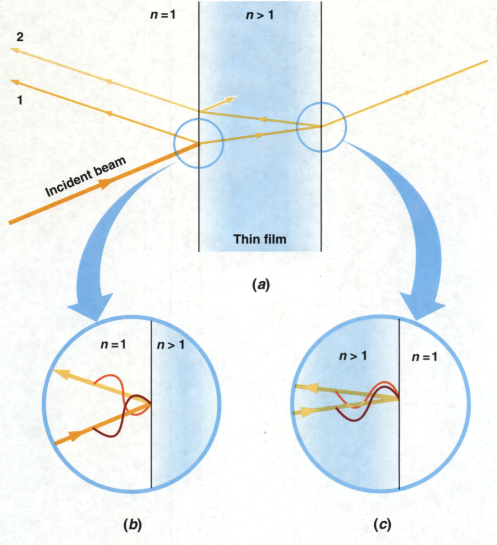 n = 1
n > 1
2
1
Incident beam
Thin film
(a)
n = 1
n > 1
n > 1
n = 1
(b)
(c)